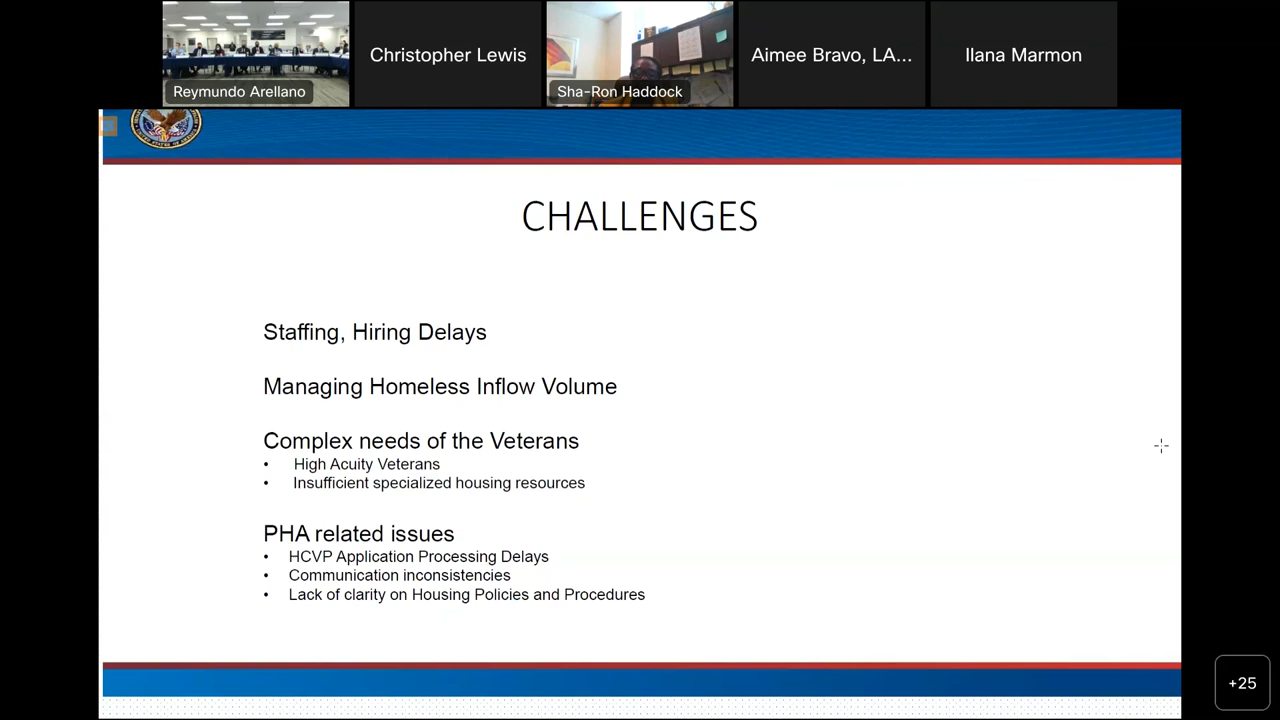 Reymundo Arellano
Christopher Lewis
Sha-Ron Haddock
Aimee Bravo, LA...
Ilana Marmon
CHALLENGES
Staffing, Hiring Delays
Managing Homeless Inflow Volume
Complex needs of the Veterans
• High Acuity Veterans
• Insufficient specialized housing resources
PHA related issues
• HCVP Application Processing Delays
• Communication inconsistencies
• Lack of clarity on Housing Policies and Procedures
+25